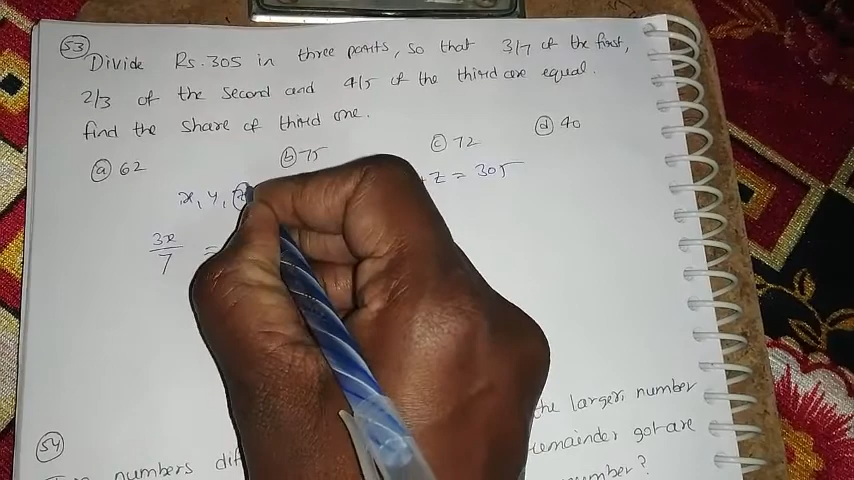 53 Divide Rs.305 in three parts, so that 3/7 of the first,
2/3 of the second and 4/5 of the third are equal.
find the share of third one.
a 62 b 75 c 72 d 40
x, y, z + z = 305
3x/7 =
the larger number
54 remainder got are
Two numbers number?